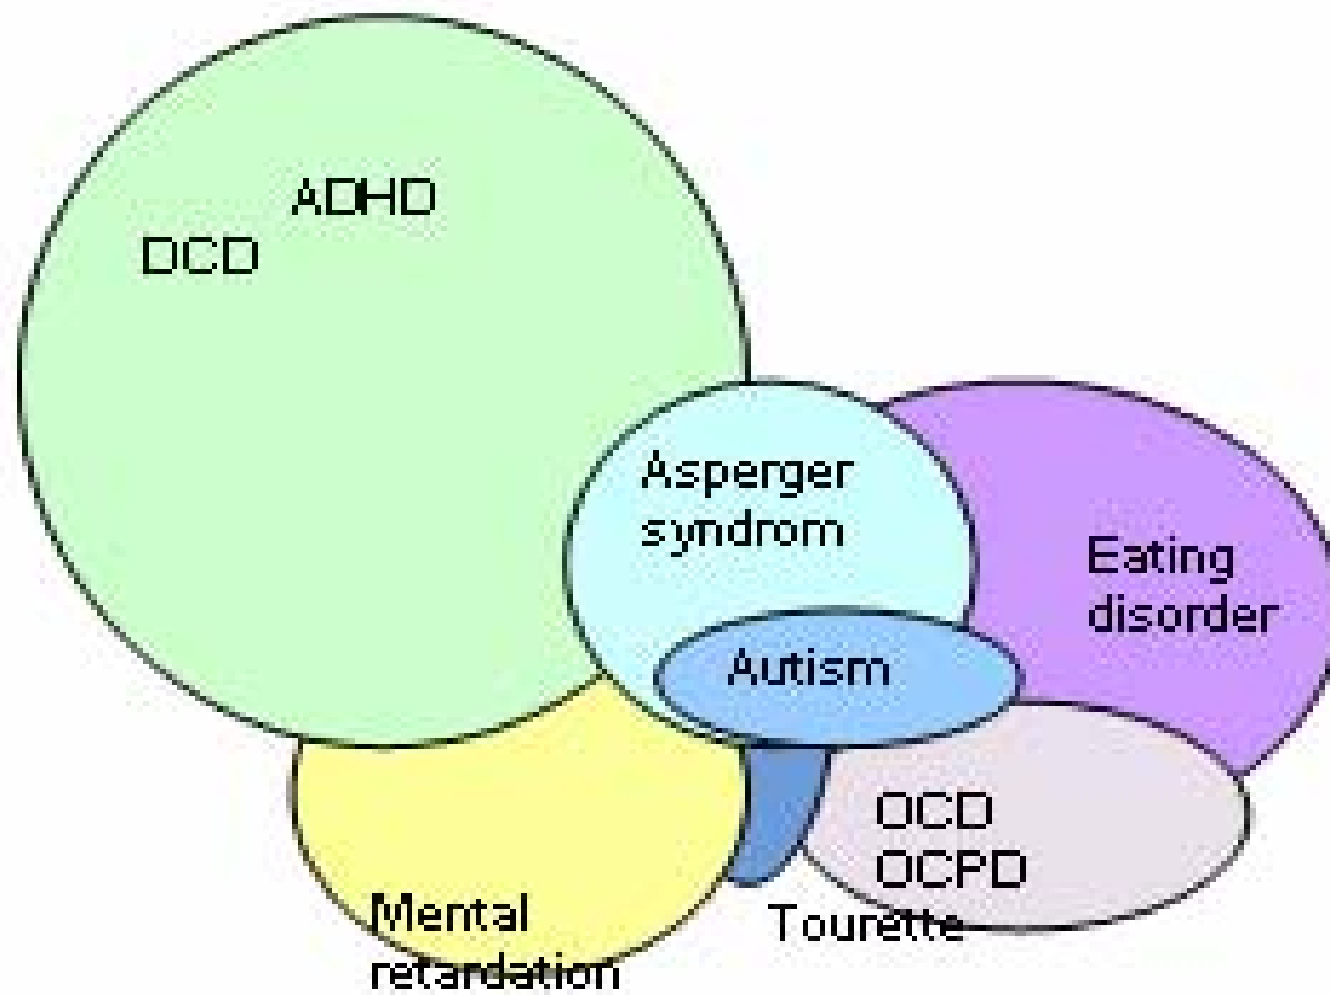 ADHD
DCD
Asperger
syndrom
Eating
disorder
Autism
OCD
OCPD
Mental
retardation
Tourette